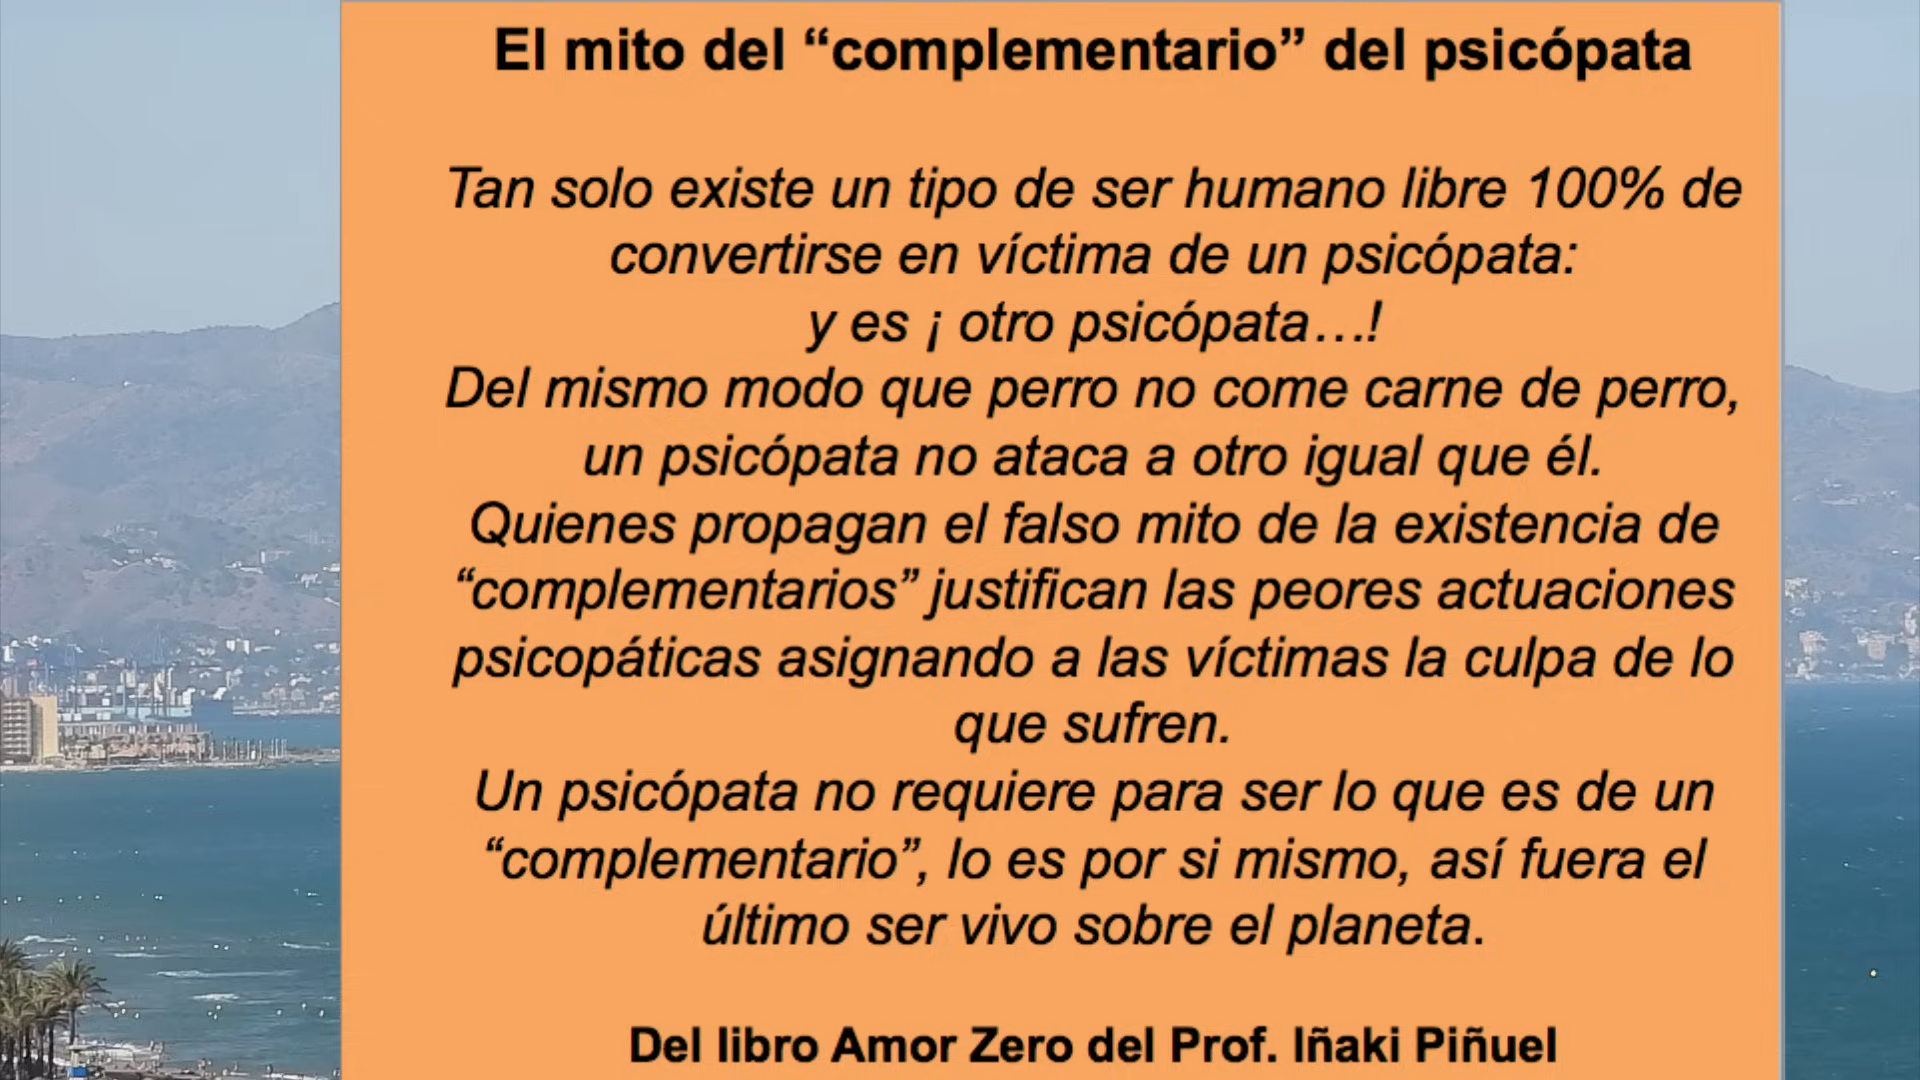 El mito del “complementario” del psicópata
Tan solo existe un tipo de ser humano libre 100% de
convertirse en víctima de un psicópata:
y es ¡ otro psicópata…!
Del mismo modo que perro no come carne de perro,
un psicópata no ataca a otro igual que él.
Quienes propagan el falso mito de la existencia de
“complementarios” justifican las peores actuaciones
psicopáticas asignando a las víctimas la culpa de lo
que sufren.
Un psicópata no requiere para ser lo que es de un
“complementario”, lo es por si mismo, así fuera el
último ser vivo sobre el planeta.
Del libro Amor Zero del Prof. Iñaki Piñuel